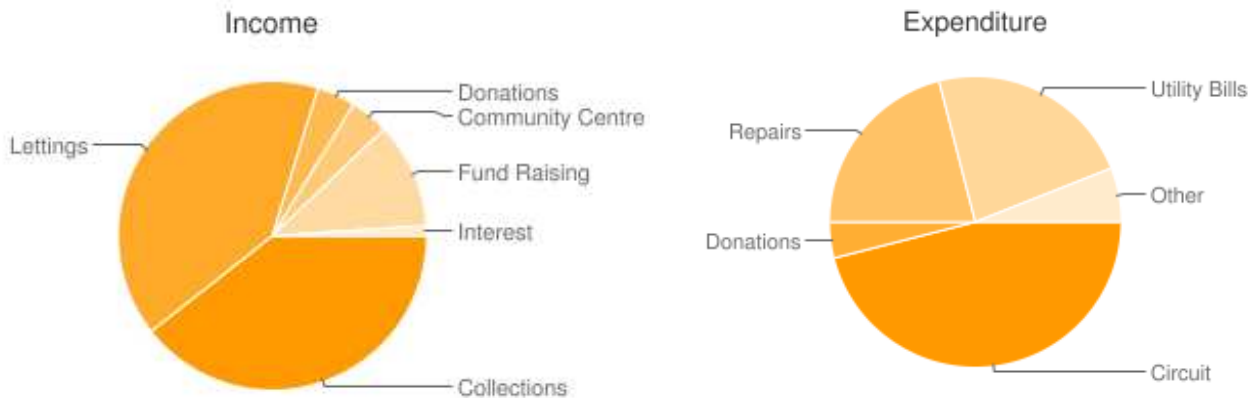 Income
Donations
Community Centre
Lettings
Fund Raising
Interest
Collections
Expenditure
Utility Bills
Repairs
Other
Donations
Circuit